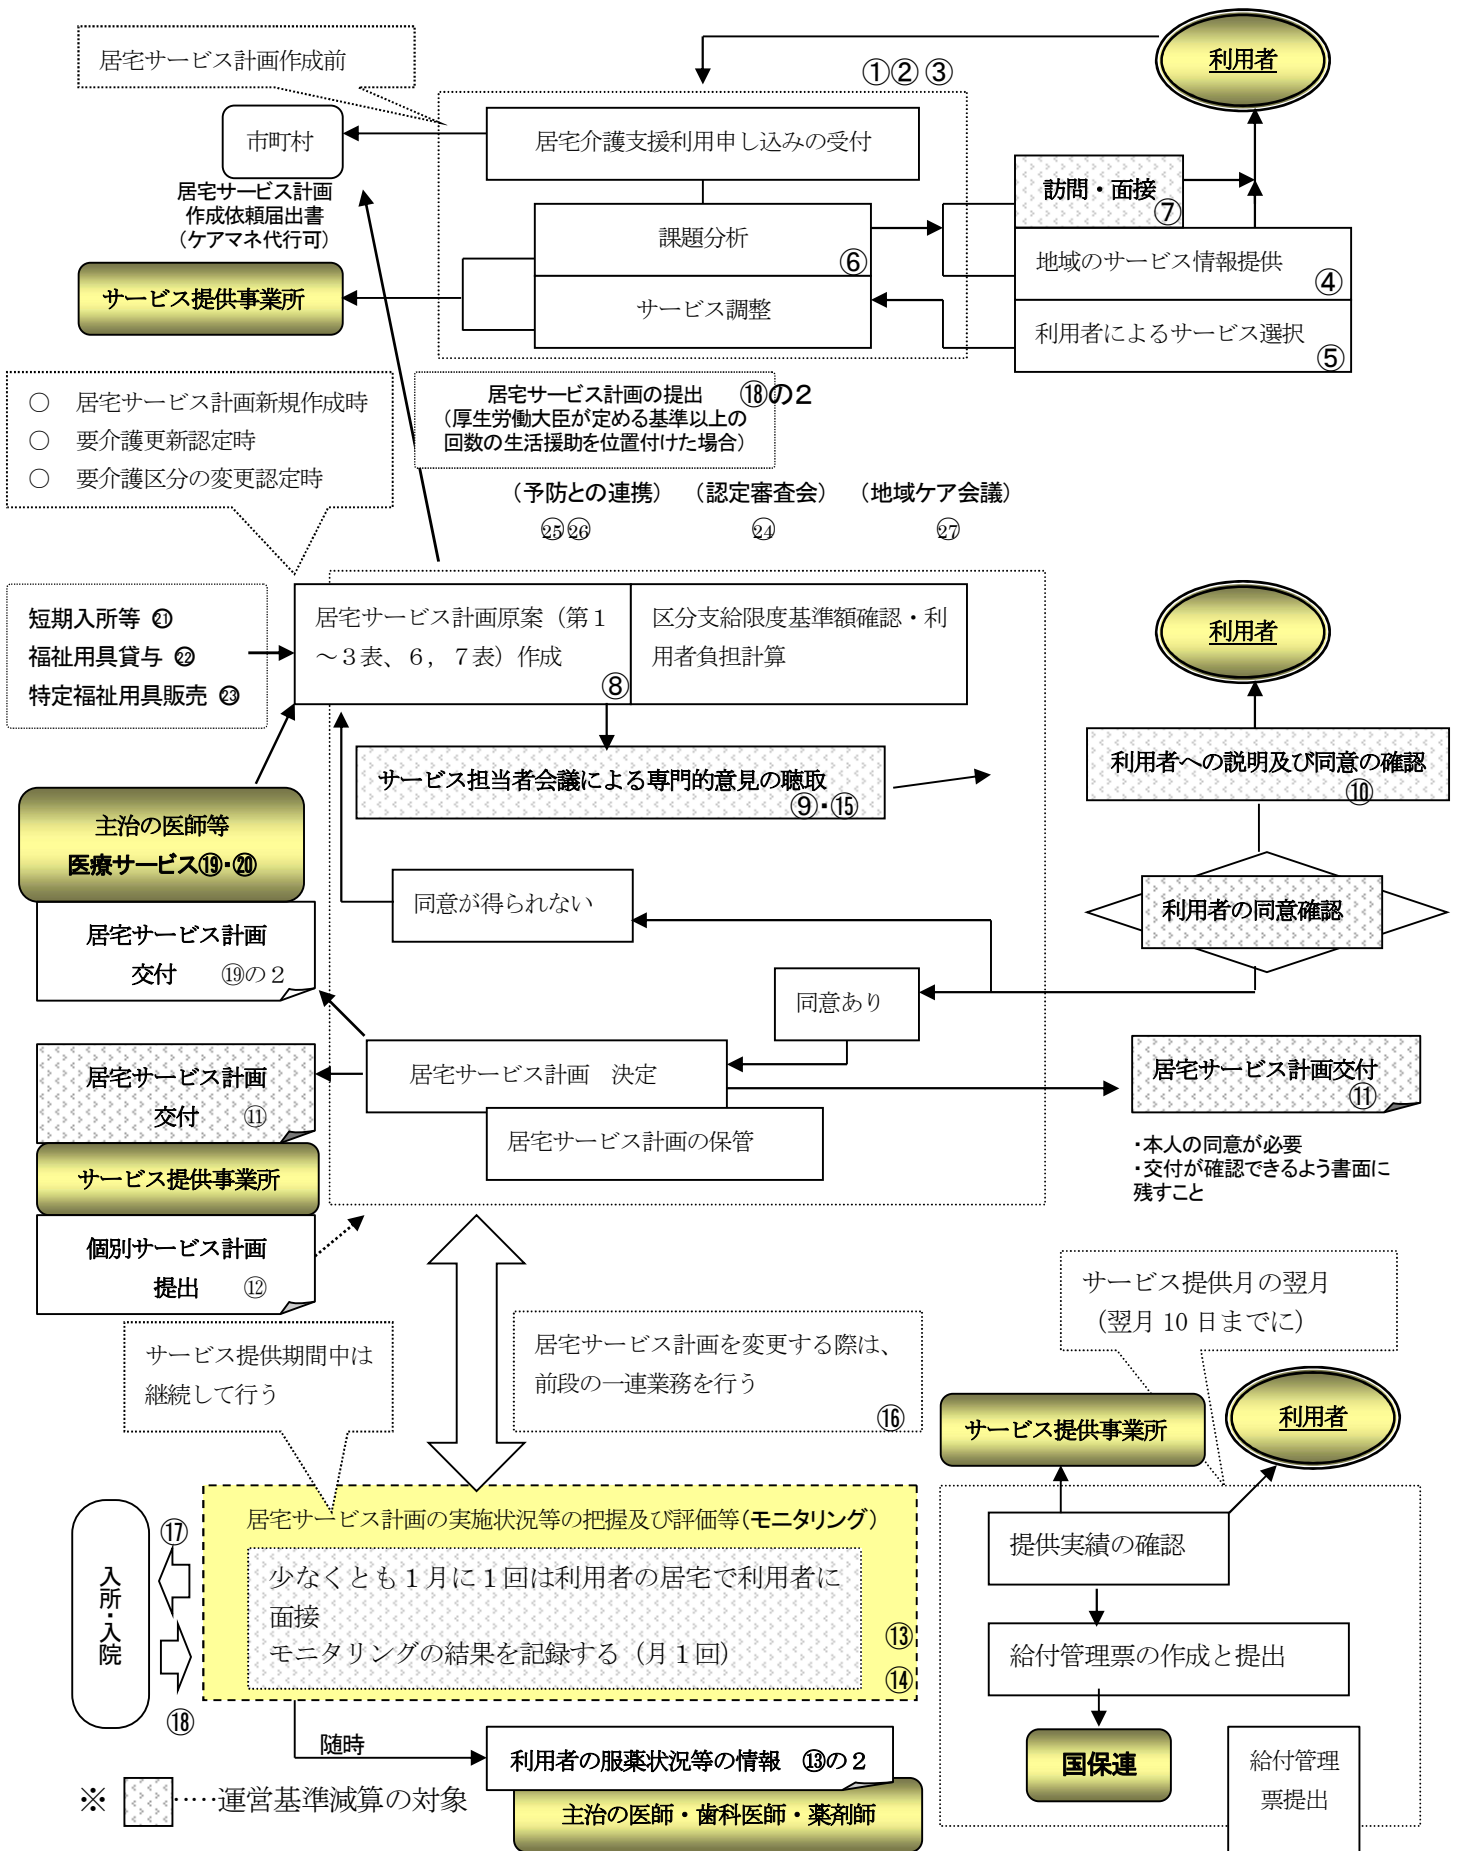 居宅サービス計画作成前
利用者
①② ③
市町村
居宅介護支援利用申し込みの受付
居宅サービス計画
作成依頼届出書
（ケアマネ代行可）
訪問・面接
⑦
課題分析
⑥
地域のサービス情報提供
④
サービス提供事業所
サービス調整
利用者によるサービス選択
⑤
○ 居宅サービス計画新規作成時
○ 要介護更新認定時
○ 要介護区分の変更認定時
居宅サービス計画の提出 ⑱の２
（厚生労働大臣が定める基準以上の
回数の生活援助を位置付けた場合）
（予防との連携） （認定審査会） （地域ケア会議）
㉕㉖ ㉔ ㉗
短期入所等 ㉑
福祉用具貸与 ㉒
特定福祉用具販売 ㉓
居宅サービス計画原案（第１
～３表、６，７表）作成
⑧
区分支給限度基準額確認・利
用者負担計算
利用者
サービス担当者会議による専門的意見の聴取
⑨・⑮
利用者への説明及び同意の確認
⑩
主治の医師等
医療サービス⑲・⑳
居宅サービス計画
交付 ⑲の２
同意が得られない
利用者の同意確認
同意あり
居宅サービス計画
交付 ⑪
居宅サービス計画 決定
居宅サービス計画の保管
居宅サービス計画交付
⑪
・本人の同意が必要
・交付が確認できるよう書面に
残すこと
サービス提供事業所
個別サービス計画
提出 ⑫
サービス提供期間中は
継続して行う
居宅サービス計画を変更する際は、
前段の一連業務を行う
⑯
サービス提供月の翌月
（翌月 10 日までに）
サービス提供事業所
利用者
居宅サービス計画の実施状況等の把握及び評価等（モニタリング）
少なくとも１月に１回は利用者の居宅で利用者に
面接
モニタリングの結果を記録する（月１回）
⑬
⑭
⑰
入所・入院
⑱
提供実績の確認
給付管理票の作成と提出
国保連
給付管理
票提出
随時
利用者の服薬状況等の情報 ⑬の２
主治の医師・歯科医師・薬剤師
※ ……運営基準減算の対象